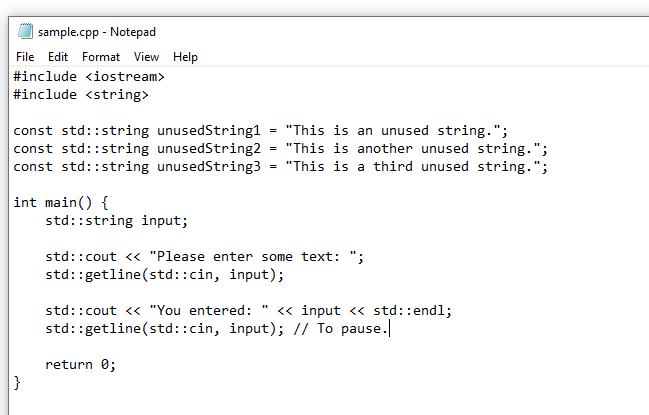 sample.cpp - Notepad
File Edit Format View Help
#include <iostream>
#include <string>
const std::string unusedString1 = "This is an unused string.";
const std::string unusedString2 = "This is another unused string.";
const std::string unusedString3 = "This is a third unused string.";
int main() {
    std::string input;
    std::cout << "Please enter some text: ";
    std::getline(std::cin, input);
    std::cout << "You entered: " << input << std::endl;
    std::getline(std::cin, input); // To pause.
    return 0;
}